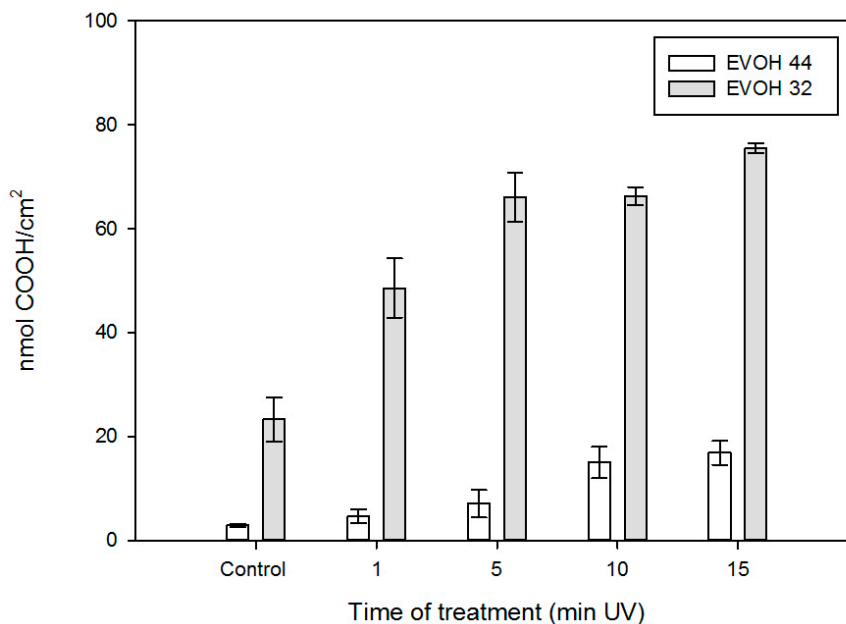 100
80
60
40
20
0
nmol COOH/cm²
EVOH 44
EVOH 32
Control 1 5 10 15
Time of treatment (min UV)